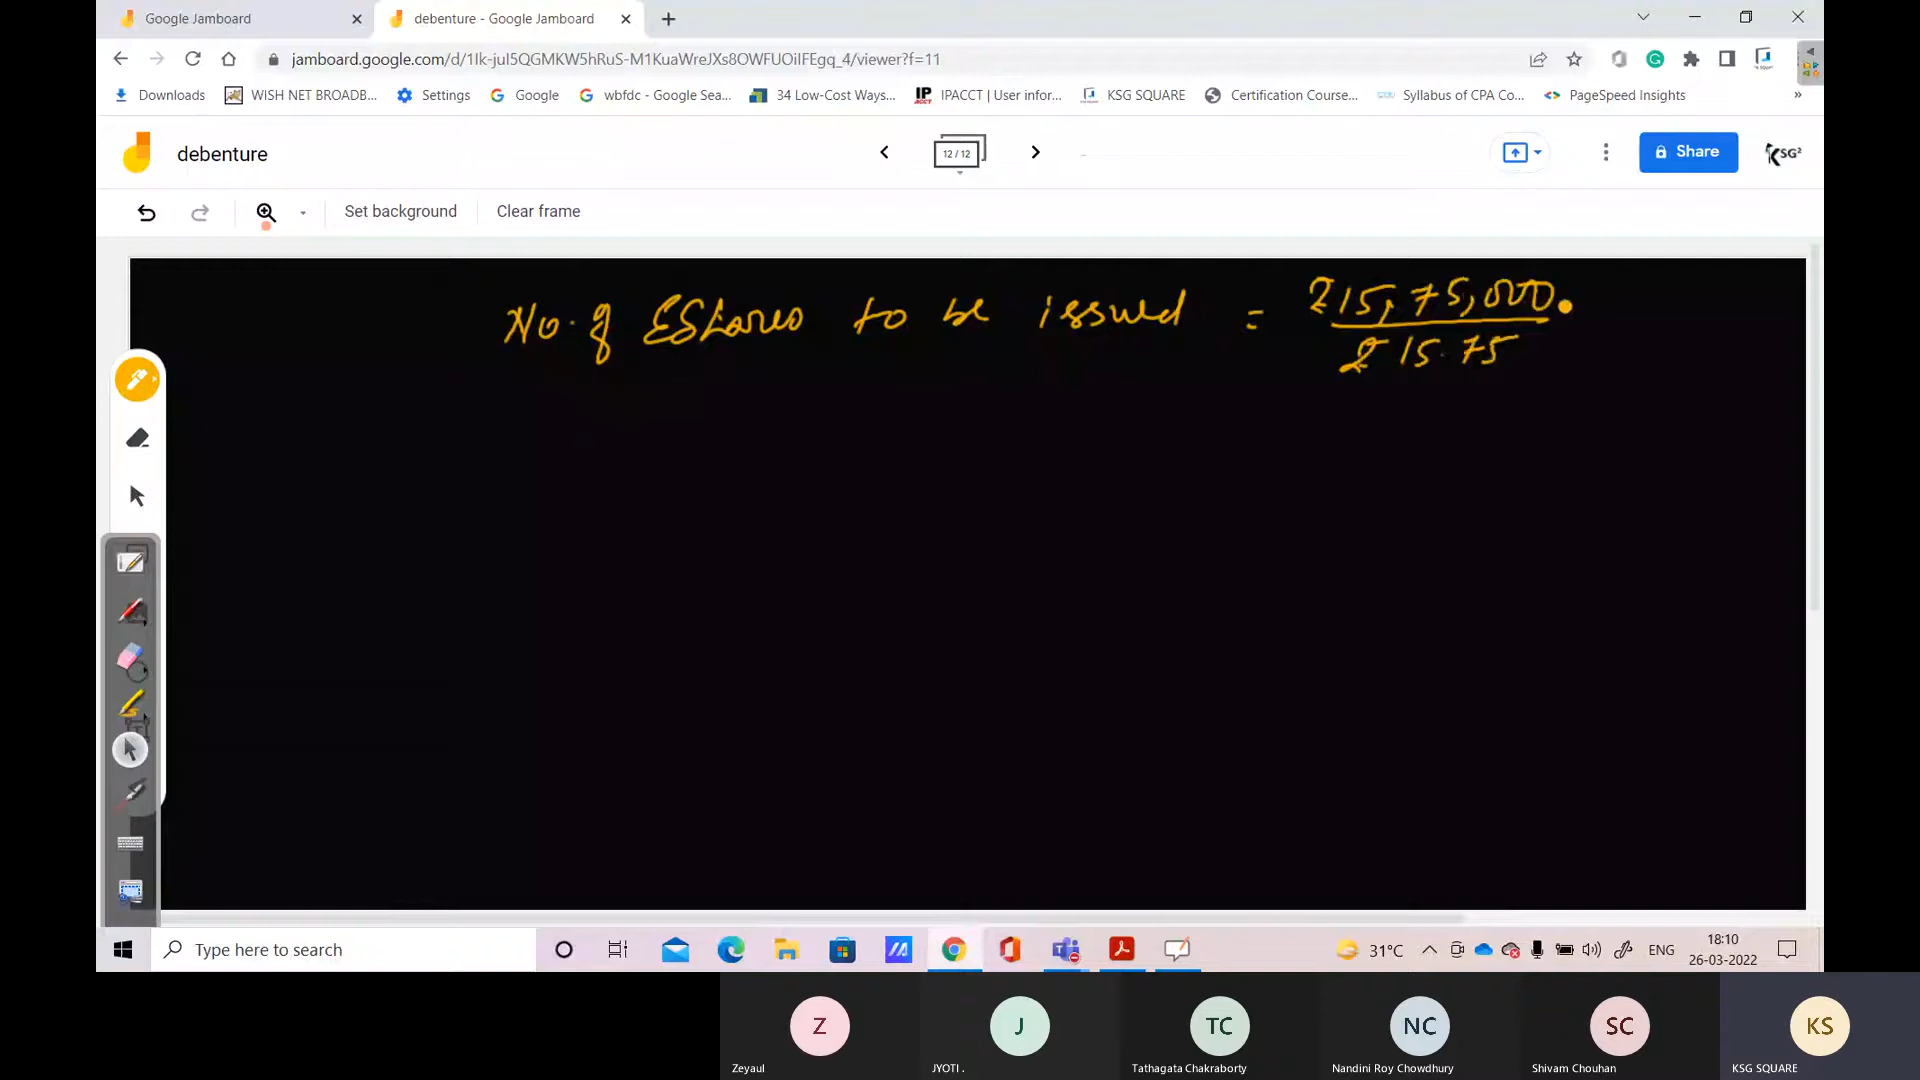 Google Jamboard
debenture - Google Jamboard
jamboard.google.com/d/1Ik-juI5QGMKW5hRuS-M1KuaWreJXs8OWFUOiIFEgq_4/viewer?f=11
Downloads WISH NET BROADB... Settings Google wbfdc - Google Sea... 34 Low-Cost Ways... IPACCT | User infor... KSG SQUARE Certification Course... Syllabus of CPA Co... PageSpeed Insights »
debenture
12 / 12
Share
KSG²
Set background Clear frame
No. of EShares to be issued = ₹15,75,000
₹15.75
Type here to search
31°C
ENG
18:10
26-03-2022
Z J TC NC SC KS
Zeyaul JYOTI . Tathagata Chakraborty Nandini Roy Chowdhury Shivam Chouhan KSG SQUARE